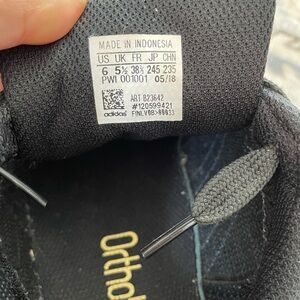 MADE IN INDONESIA
US UK FR JP CHN
6 5½ 38⅔ 245 235
PWI 001001 05/18
ART B23642
#120599421
adidas
Ortho